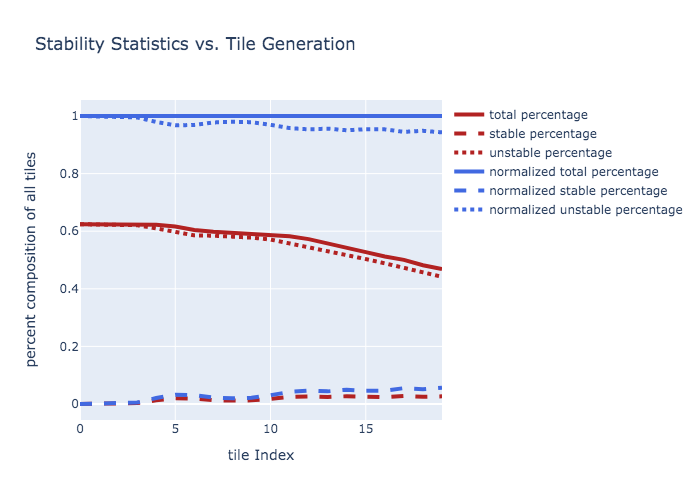 Stability Statistics vs. Tile Generation
total percentage
stable percentage
unstable percentage
normalized total percentage
normalized stable percentage
normalized unstable percentage
percent composition of all tiles
1
0.8
0.6
0.4
0.2
0
0
5
10
15
tile Index